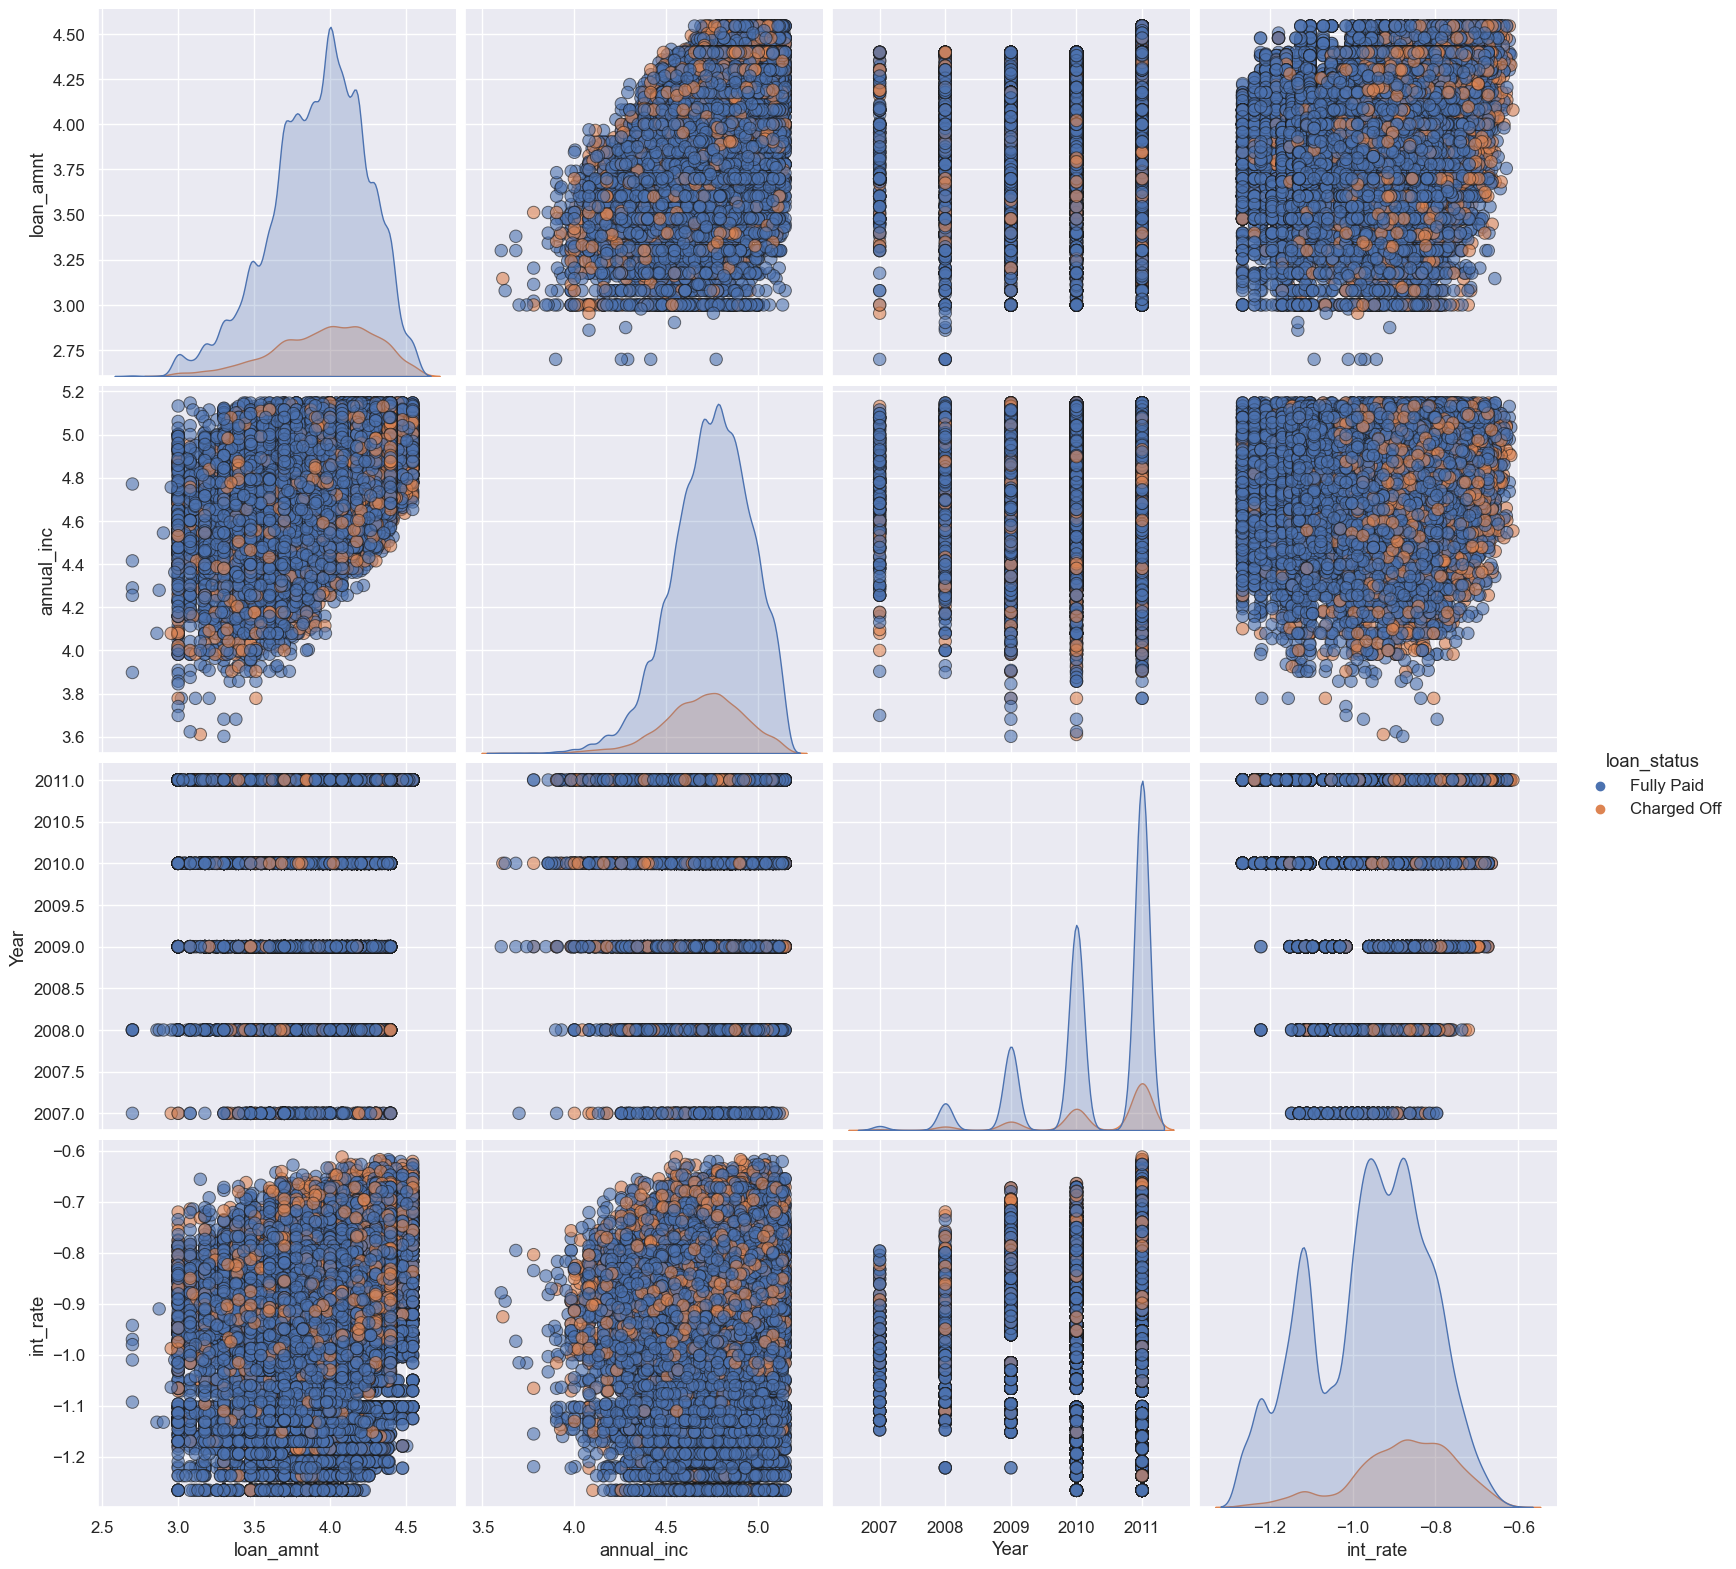 4.50
4.25
4.00
3.75
3.50
3.25
3.00
2.75
loan_amnt
5.2
5.0
4.8
4.6
4.4
4.2
4.0
3.8
3.6
annual_inc
2011.0
2010.5
2010.0
2009.5
2009.0
2008.5
2008.0
2007.5
2007.0
Year
−0.6
−0.7
−0.8
−0.9
−1.0
−1.1
−1.2
int_rate
2.5 3.0 3.5 4.0 4.5
loan_amnt
3.5 4.0 4.5 5.0
annual_inc
2007 2008 2009 2010 2011
Year
−1.2 −1.0 −0.8 −0.6
int_rate
loan_status
Fully Paid
Charged Off